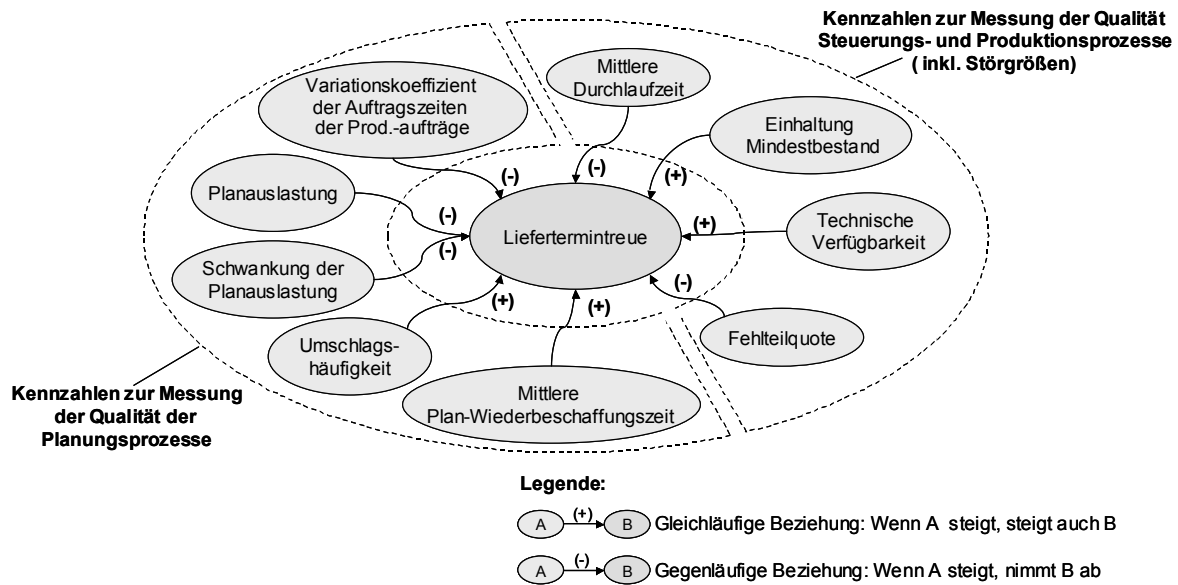 Kennzahlen zur Messung der Qualität
Steuerungs- und Produktionsprozesse
( inkl. Störgrößen)
Mittlere
Durchlaufzeit
Variationskoeffizient
der Auftragszeiten
der Prod.-aufträge
Einhaltung
Mindestbestand
(-)
(-)
(+)
Planauslastung
(-)
Liefertermintreue
(+)
Technische
Verfügbarkeit
(-)
Schwankung der
Planauslastung
(-)
(+)
(+)
Umschlags-
häufigkeit
Fehlteilquote
Mittlere
Plan-Wiederbeschaffungszeit
Kennzahlen zur Messung
der Qualität der
Planungsprozesse
Legende:
A (+) B Gleichläufige Beziehung: Wenn A steigt, steigt auch B
A (-) B Gegenläufige Beziehung: Wenn A steigt, nimmt B ab